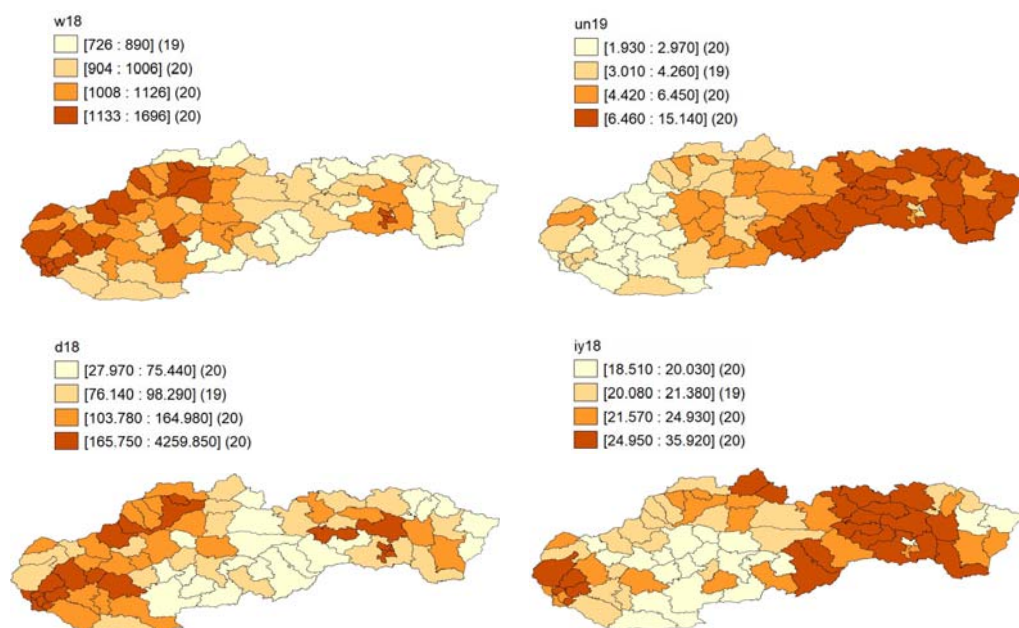 w18
[726 : 890] (19)
[904 : 1006] (20)
[1008 : 1126] (20)
[1133 : 1696] (20)
un19
[1.930 : 2.970] (20)
[3.010 : 4.260] (19)
[4.420 : 6.450] (20)
[6.460 : 15.140] (20)
d18
[27.970 : 75.440] (20)
[76.140 : 98.290] (19)
[103.780 : 164.980] (20)
[165.750 : 4259.850] (20)
iy18
[18.510 : 20.030] (20)
[20.080 : 21.380] (19)
[21.570 : 24.930] (20)
[24.950 : 35.920] (20)